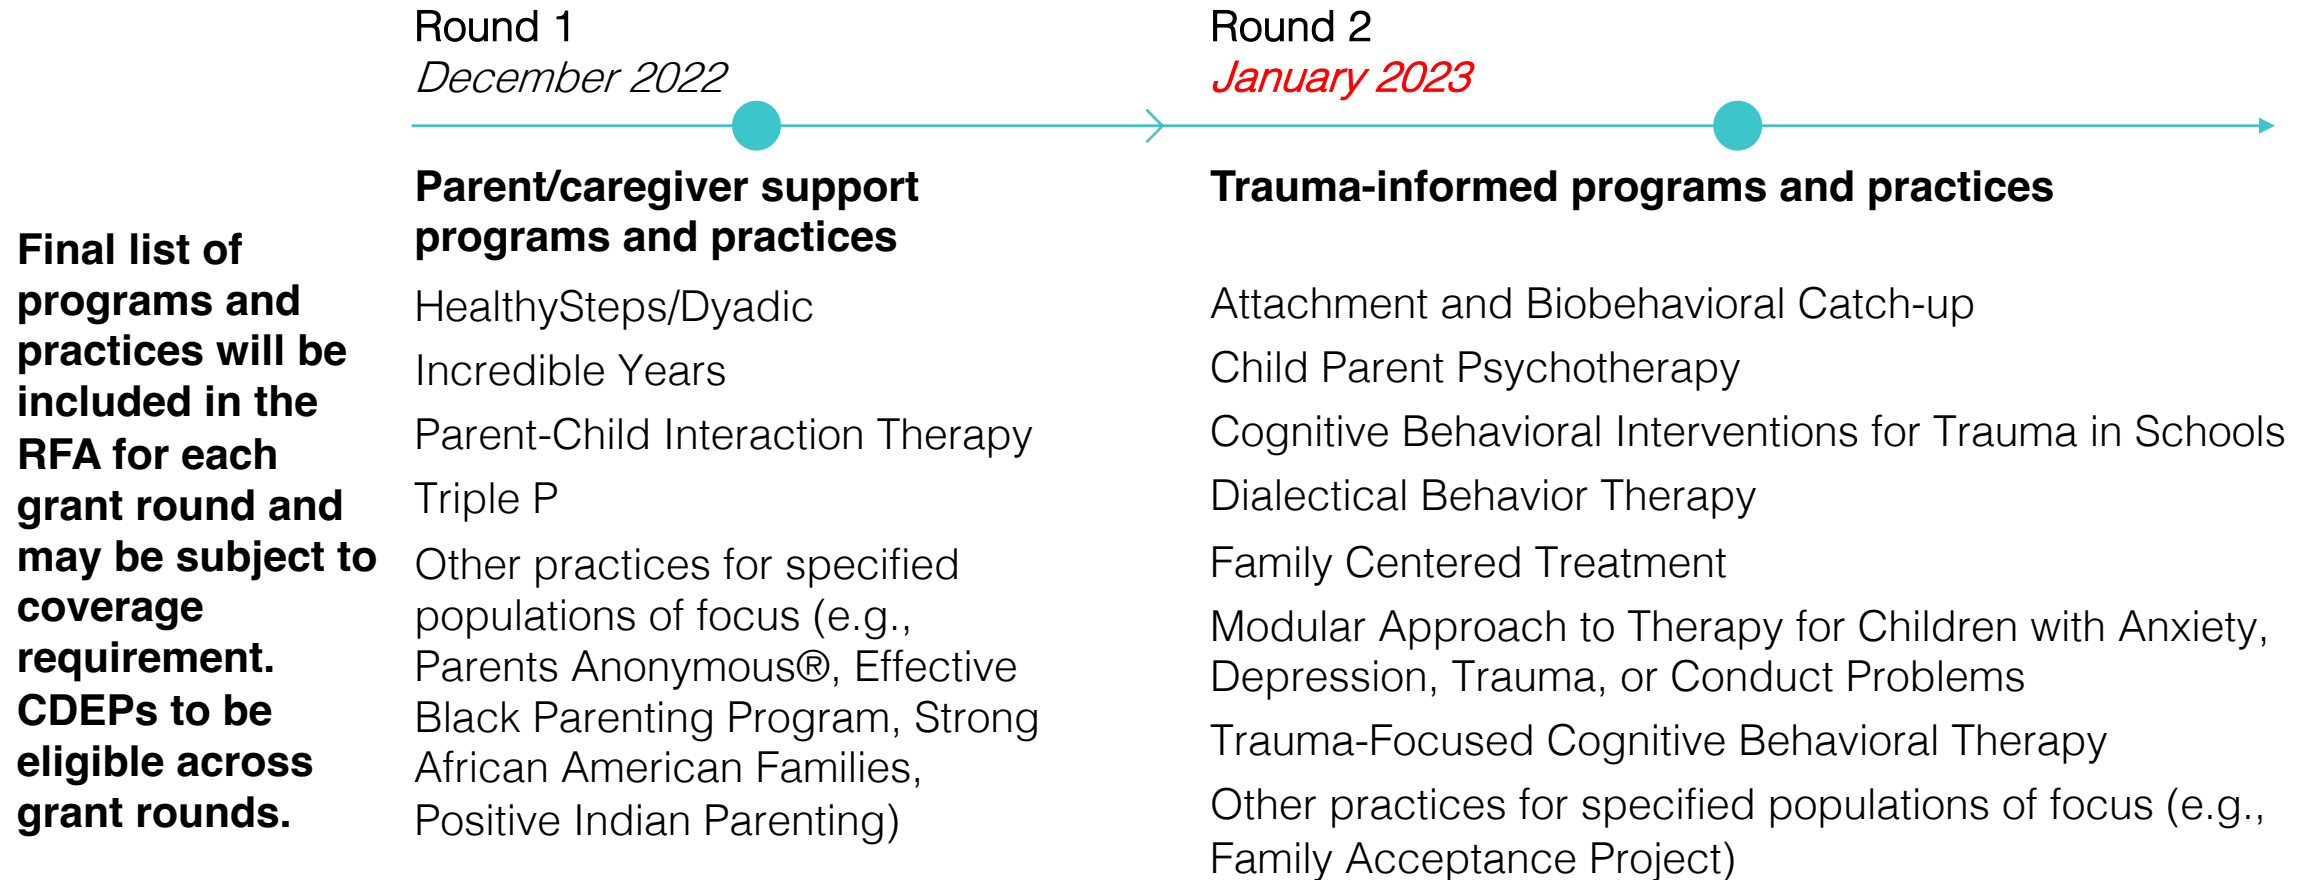 Final list of
programs and
practices will be
included in the
RFA for each
grant round and
may be subject to
coverage
requirement.
CDEPs to be
eligible across
grant rounds.
Round 1
December 2022
Parent/caregiver support
programs and practices
HealthySteps/Dyadic
Incredible Years
Parent-Child Interaction Therapy
Triple P
Other practices for specified
populations of focus (e.g.,
Parents Anonymous®, Effective
Black Parenting Program, Strong
African American Families,
Positive Indian Parenting)
Round 2
January 2023
Trauma-informed programs and practices
Attachment and Biobehavioral Catch-up
Child Parent Psychotherapy
Cognitive Behavioral Interventions for Trauma in Schools
Dialectical Behavior Therapy
Family Centered Treatment
Modular Approach to Therapy for Children with Anxiety,
Depression, Trauma, or Conduct Problems
Trauma-Focused Cognitive Behavioral Therapy
Other practices for specified populations of focus (e.g.,
Family Acceptance Project)